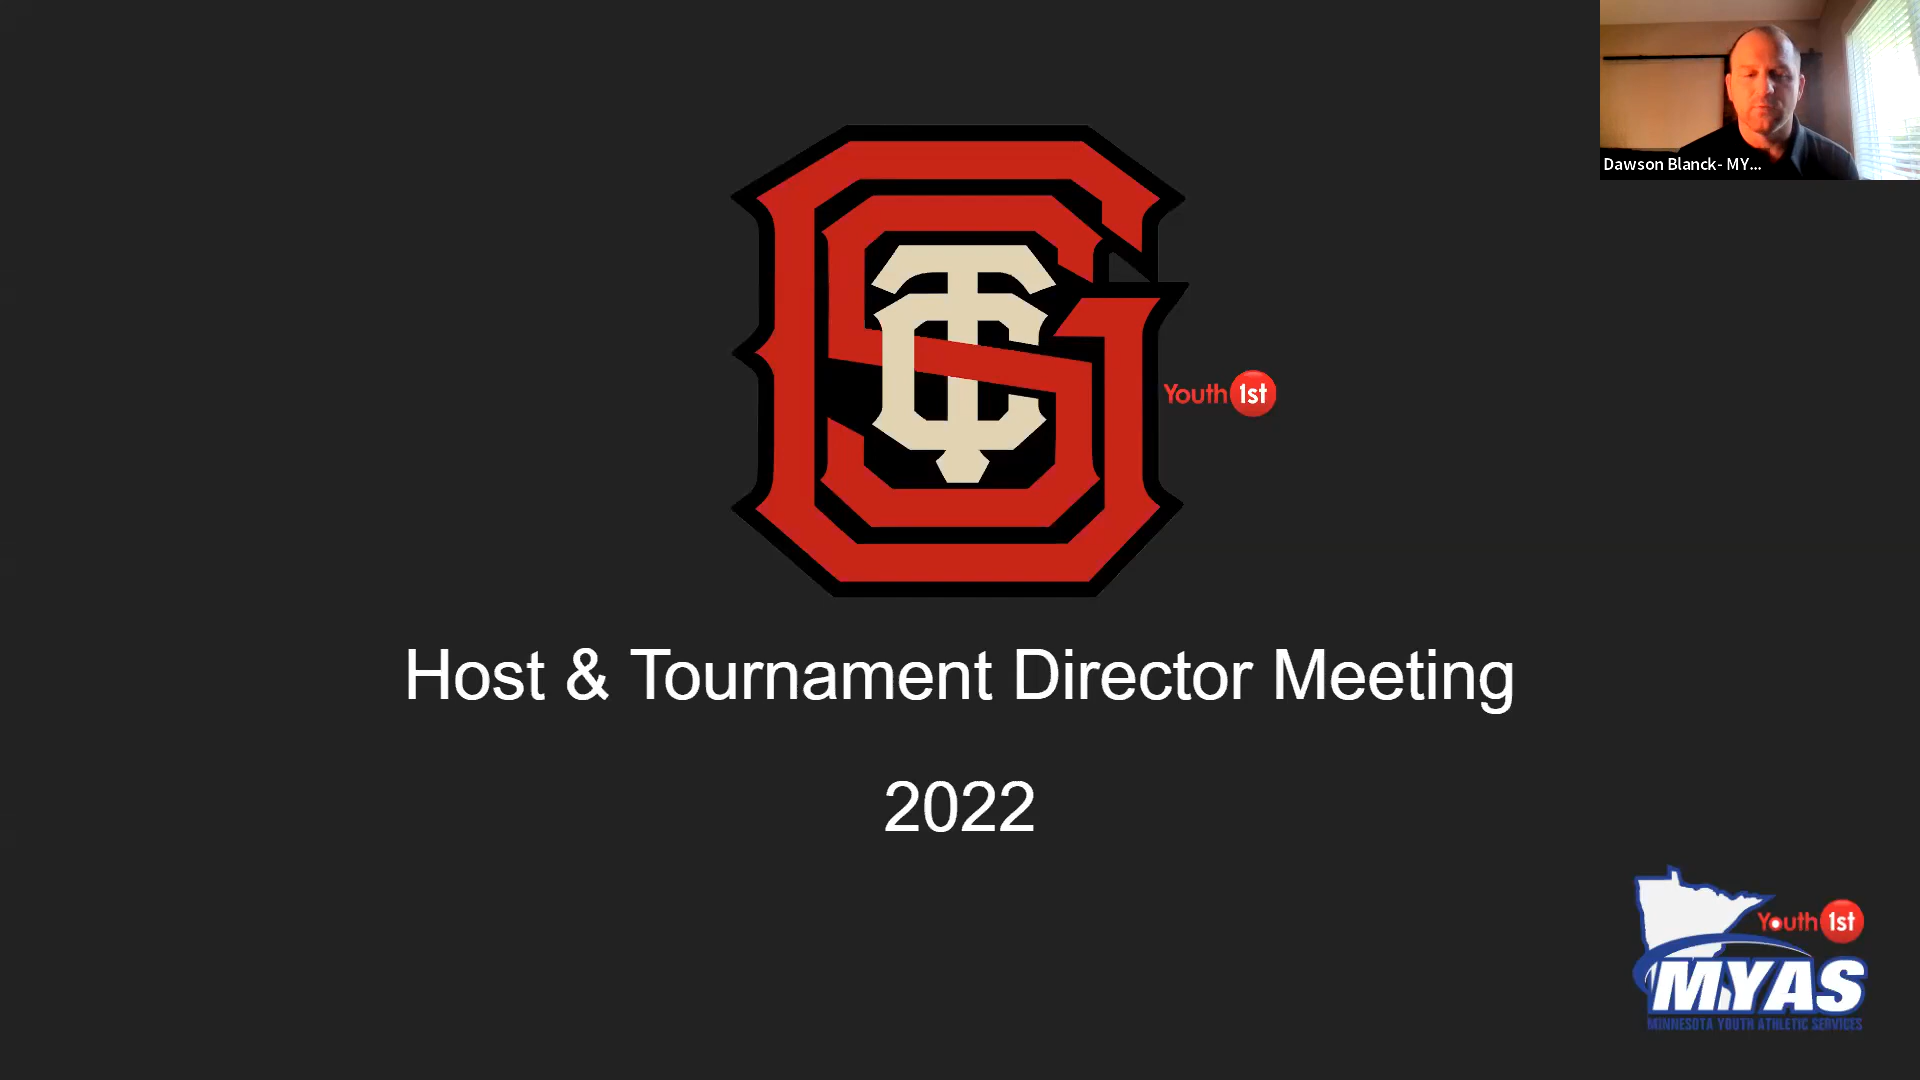 Dawson Blanck- MY...
Youth 1st
Host & Tournament Director Meeting
2022
Youth 1st
MYAS
MINNESOTA YOUTH ATHLETIC SERVICES